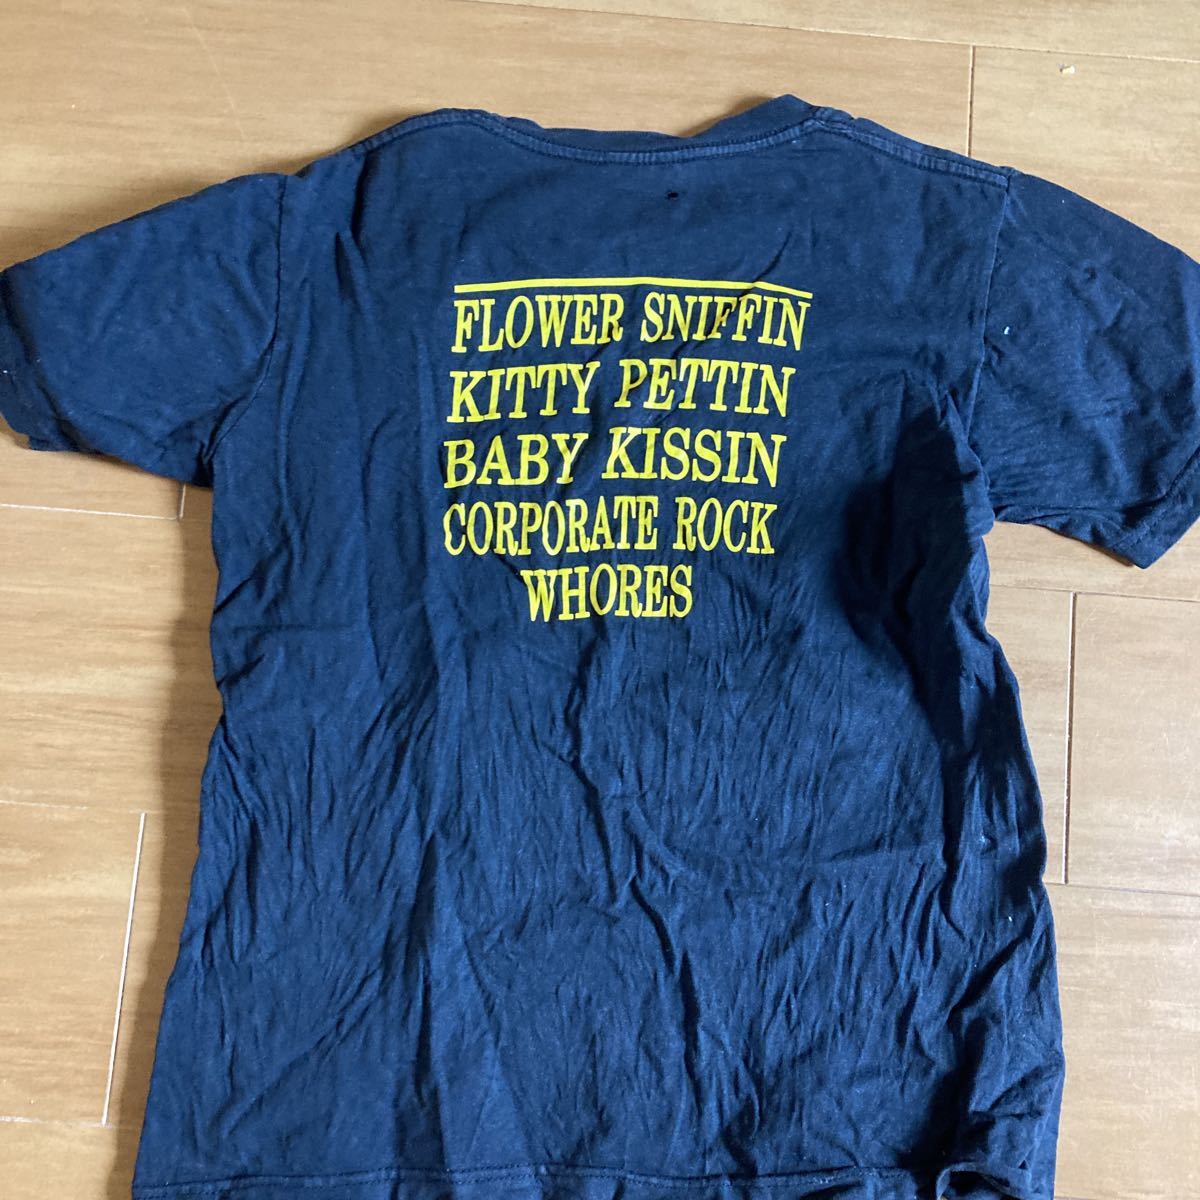 FLOWER SNIFFIN
KITTY PETTIN
BABY KISSIN
CORPORATE ROCK
WHORES